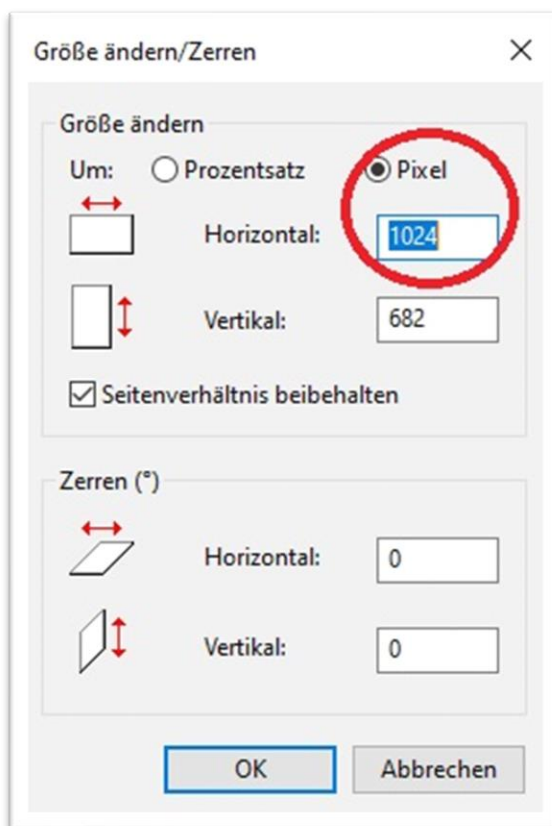 Größe ändern/Zerren
Größe ändern
Um: Prozentsatz Pixel
Horizontal: 1024
Vertikal: 682
Seitenverhältnis beibehalten
Zerren (°)
Horizontal: 0
Vertikal: 0
OK Abbrechen